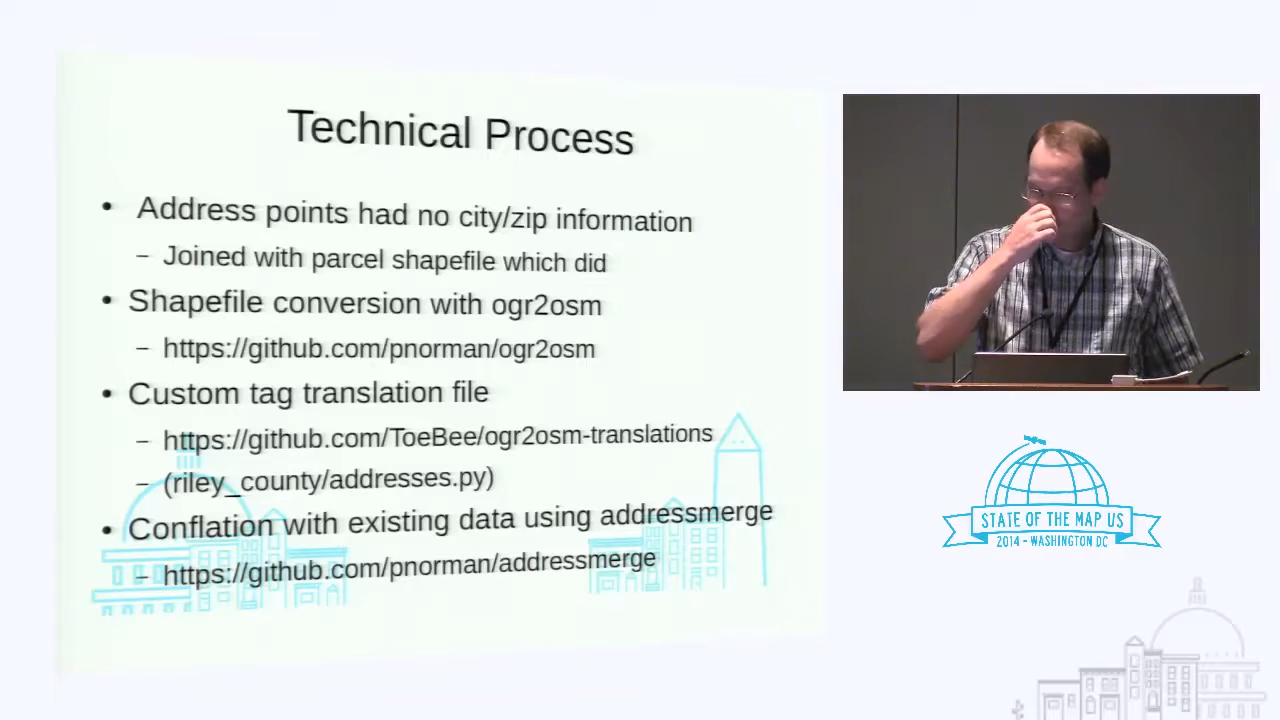 Technical Process
• Address points had no city/zip information
– Joined with parcel shapefile which did
• Shapefile conversion with ogr2osm
– https://github.com/pnorman/ogr2osm
• Custom tag translation file
– https://github.com/ToeBee/ogr2osm-translations
– (riley_county/addresses.py)
• Conflation with existing data using addressmerge
– https://github.com/pnorman/addressmerge
STATE OF THE MAP US
2014 - WASHINGTON DC